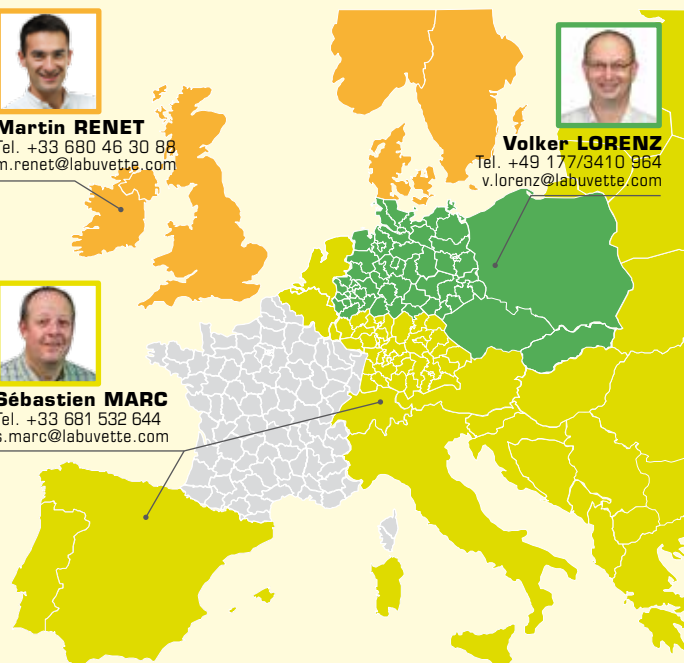 Martin RENET
Tel. +33 680 46 30 88
m.renet@labuvette.com
Volker LORENZ
Tel. +49 177/3410 964
v.lorenz@labuvette.com
Sébastien MARC
Tel. +33 681 532 644
s.marc@labuvette.com